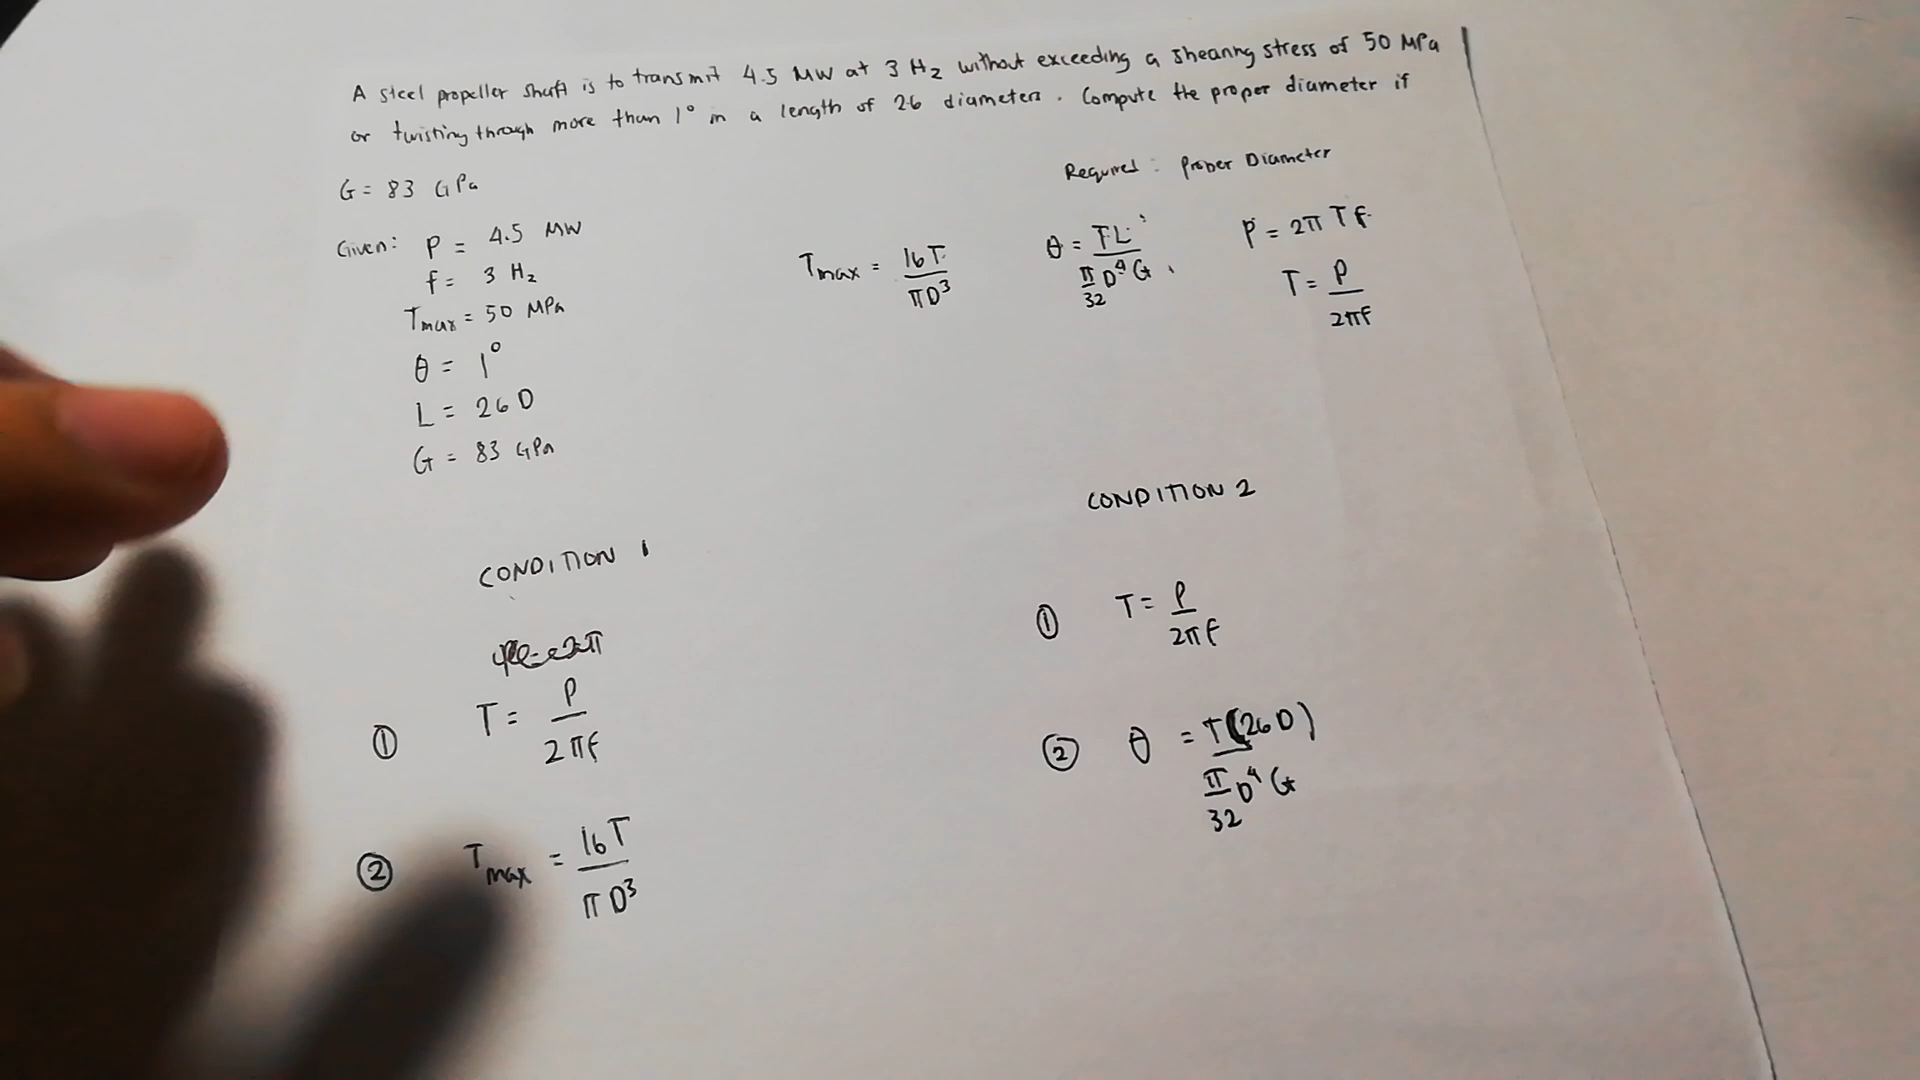 A steel propeller shaft is to transmit 4.5 MW at 3 Hz without exceeding a shearing stress of 50 MPa
or twisting through more than 1° in a length of 26 diameters. Compute the proper diameter if
G = 83 GPa
Required: Proper Diameter
Given: P = 4.5 MW
f = 3 Hz
Tmax = 50 MPa
θ = 1°
L = 26 D
G = 83 GPa
Tmax = 16T / πD³
θ = TL / π/32 D⁴ G
P = 2π T f
T = P / 2πf
CONDITION 1
① T = P / 2πf
② Tmax = 16T / πD³
CONDITION 2
① T = P / 2πf
② θ = T(26D) / π/32 D⁴ G